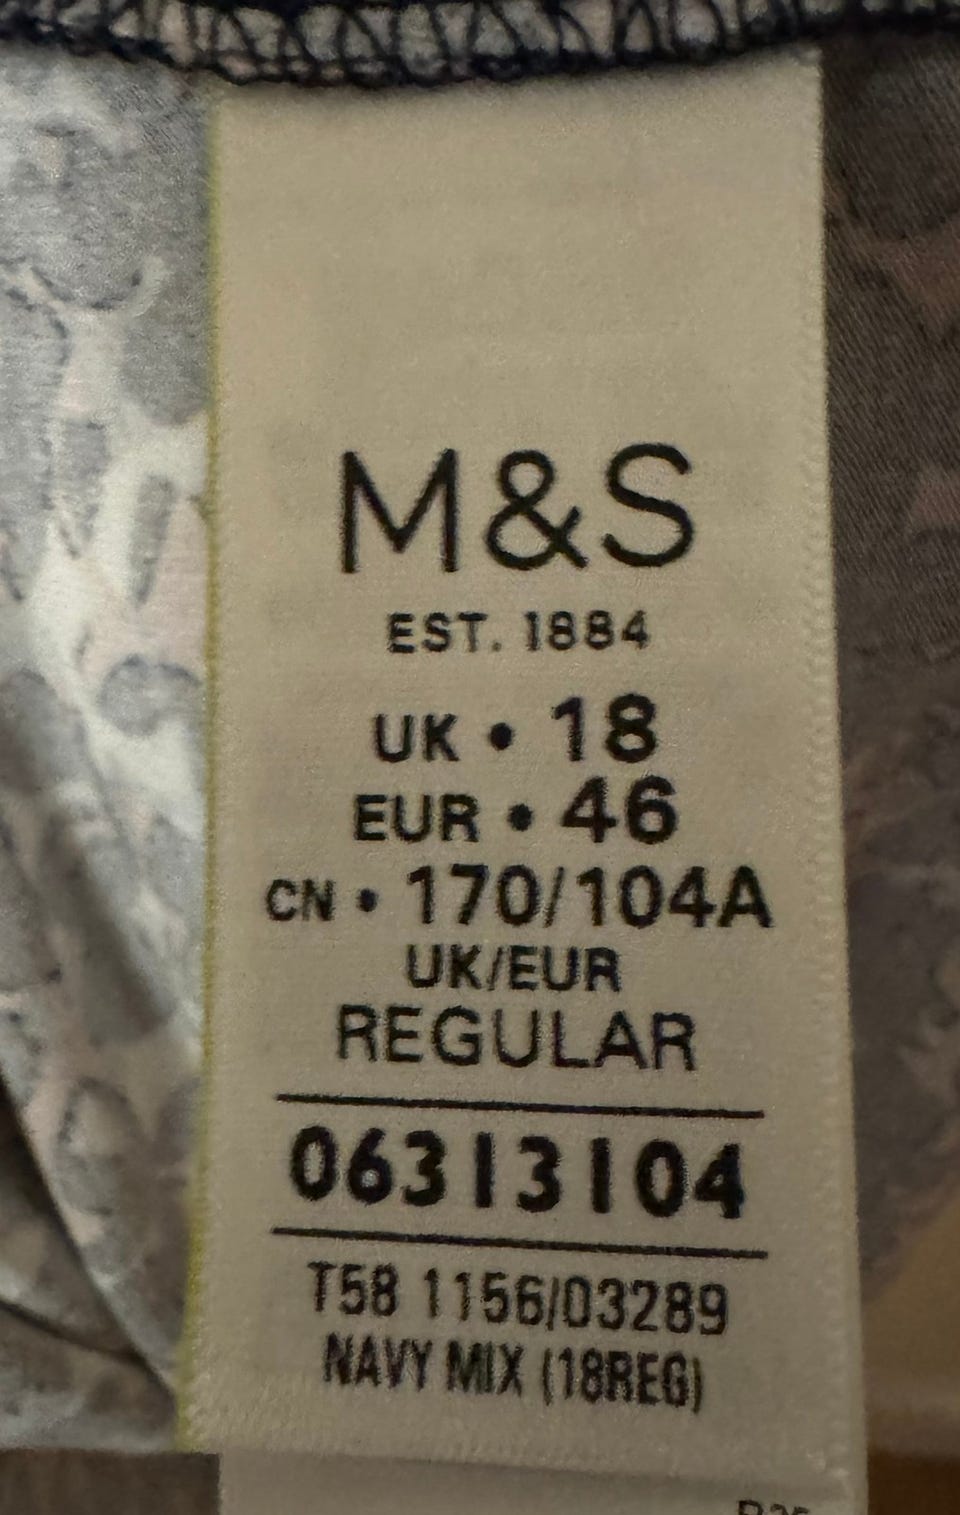 M&S
EST. 1884
UK • 18
EUR • 46
CN • 170/104A
UK/EUR
REGULAR
06313104
T58 1156/03289
NAVY MIX (18REG)